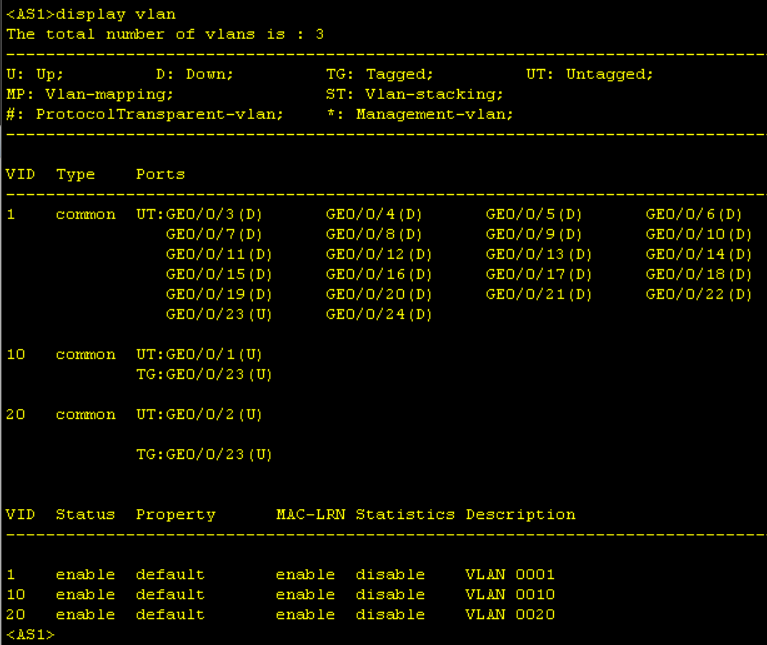 <AS1>display vlan
The total number of vlans is : 3
--------------------------------------------------------------------------------
U: Up;         D: Down;         TG: Tagged;         UT: Untagged;
MP: Vlan-mapping;               ST: Vlan-stacking;
#: ProtocolTransparent-vlan;    *: Management-vlan;
--------------------------------------------------------------------------------
VID  Type    Ports
--------------------------------------------------------------------------------
1    common  UT:GE0/0/3(D)      GE0/0/4(D)      GE0/0/5(D)      GE0/0/6(D)
GE0/0/7(D)      GE0/0/8(D)      GE0/0/9(D)      GE0/0/10(D)
GE0/0/11(D)     GE0/0/12(D)     GE0/0/13(D)     GE0/0/14(D)
GE0/0/15(D)     GE0/0/16(D)     GE0/0/17(D)     GE0/0/18(D)
GE0/0/19(D)     GE0/0/20(D)     GE0/0/21(D)     GE0/0/22(D)
GE0/0/23(U)     GE0/0/24(D)
10   common  UT:GE0/0/1(U)
TG:GE0/0/23(U)
20   common  UT:GE0/0/2(U)
TG:GE0/0/23(U)
VID  Status  Property      MAC-LRN Statistics Description
--------------------------------------------------------------------------------
1    enable  default       enable  disable    VLAN 0001
10   enable  default       enable  disable    VLAN 0010
20   enable  default       enable  disable    VLAN 0020
<AS1>